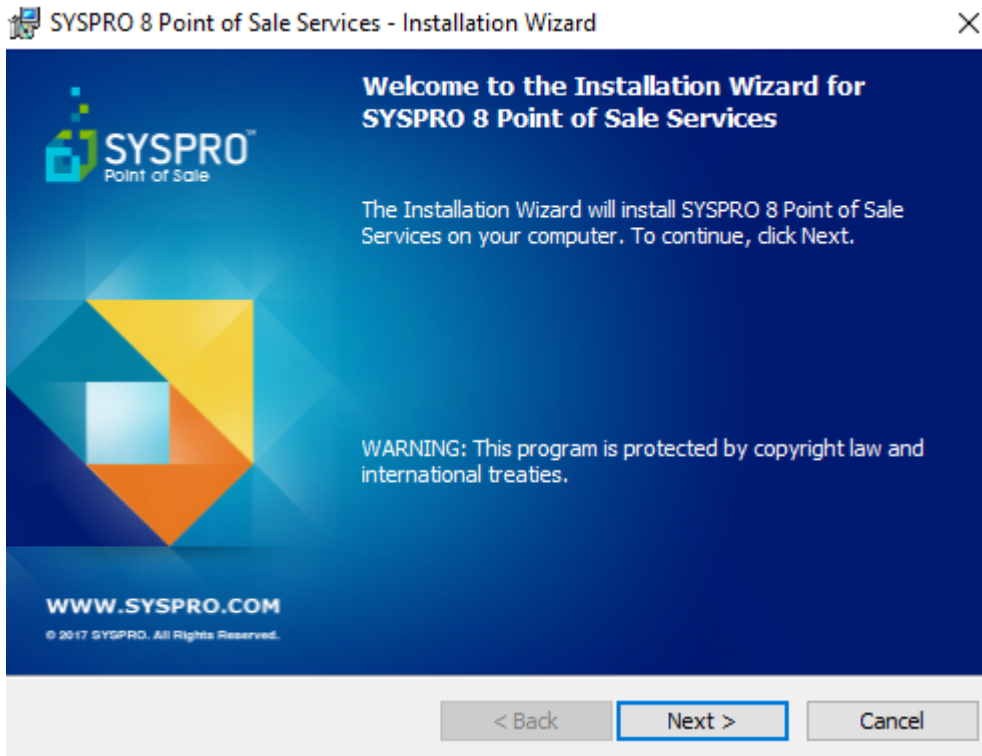 SYSPRO 8 Point of Sale Services - Installation Wizard
SYSPRO™
Point of Sale
Welcome to the Installation Wizard for
SYSPRO 8 Point of Sale Services
The Installation Wizard will install SYSPRO 8 Point of Sale
Services on your computer. To continue, click Next.
WARNING: This program is protected by copyright law and
international treaties.
WWW.SYSPRO.COM
© 2017 SYSPRO. All Rights Reserved.
< Back
Next >
Cancel